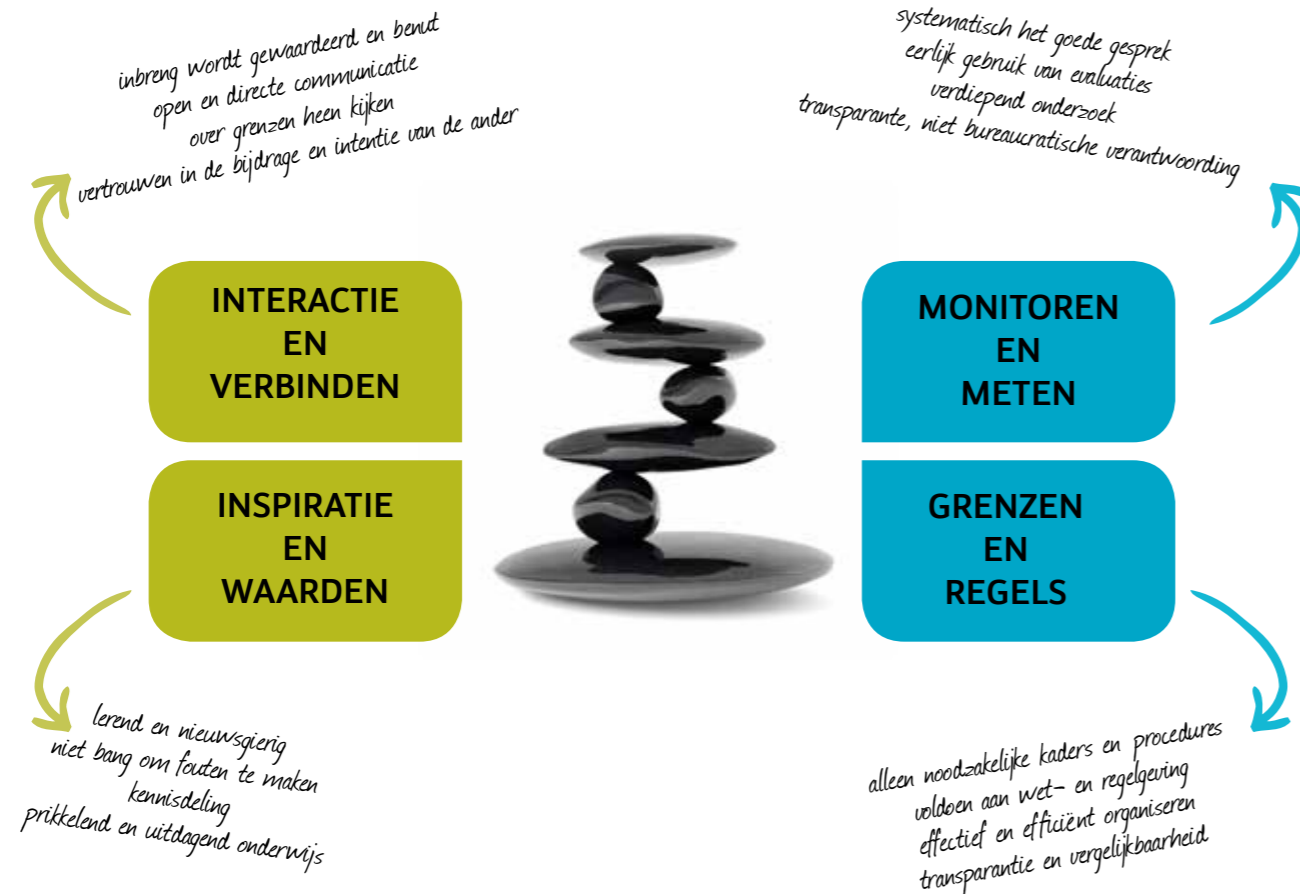 inbreng wordt gewaardeerd en benut
open en directe communicatie
over grenzen heen kijken
vertrouwen in de bijdrage en intentie van de ander
systematisch het goede gesprek
eerlijk gebruik van evaluaties
verdiepend onderzoek
transparante, niet bureaucratische verantwoording
INTERACTIE
EN
VERBINDEN
MONITOREN
EN
METEN
INSPIRATIE
EN
WAARDEN
GRENZEN
EN
REGELS
lerend en nieuwsgierig
niet bang om fouten te maken
kennisdeling
prikkelend en uitdagend onderwijs
alleen noodzakelijke kaders en procedures
voldoen aan wet- en regelgeving
effectief en efficiënt organiseren
transparantie en vergelijkbaarheid